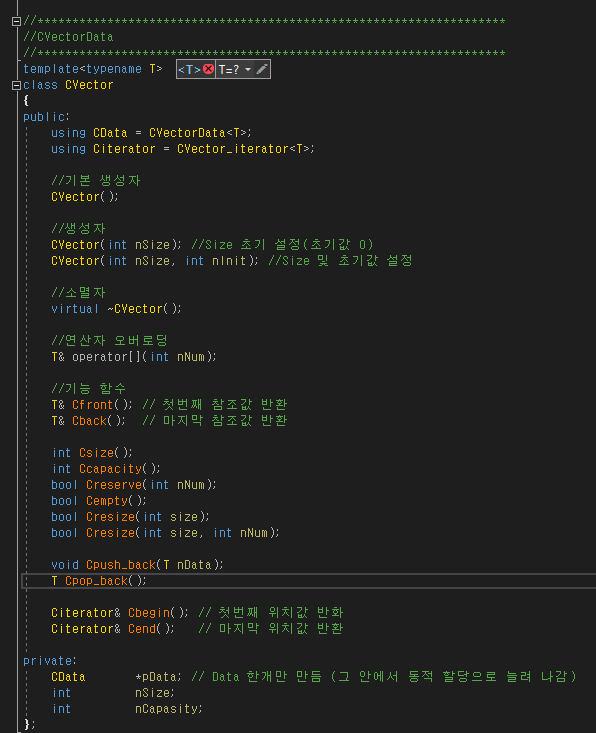 //*******************************************************************
//CVectorData
//*******************************************************************
template<typename T> <T> T=?
class CVector
{
public:
using CData = CVectorData<T>;
using Citerator = CVector_iterator<T>;
//기본 생성자
CVector();
//생성자
CVector(int nSize); //Size 초기 설정(초기값 0)
CVector(int nSize, int nInit); //Size 및 초기값 설정
//소멸자
virtual ~CVector();
//연산자 오버로딩
T& operator[](int nNum);
//기능 함수
T& Cfront(); // 첫번째 참조값 반환
T& Cback(); // 마지막 참조값 반환
int Csize();
int Ccapacity();
bool Creserve(int nNum);
bool Cempty();
bool Cresize(int size);
bool Cresize(int size, int nNum);
void Cpush_back(T nData);
T Cpop_back();
Citerator& Cbegin(); // 첫번째 위치값 반화
Citerator& Cend(); // 마지막 위치값 반환
private:
CData *pData; // Data 한개만 만듬 (그 안에서 동적 할당으로 늘려 나감)
int nSize;
int nCapasity;
};